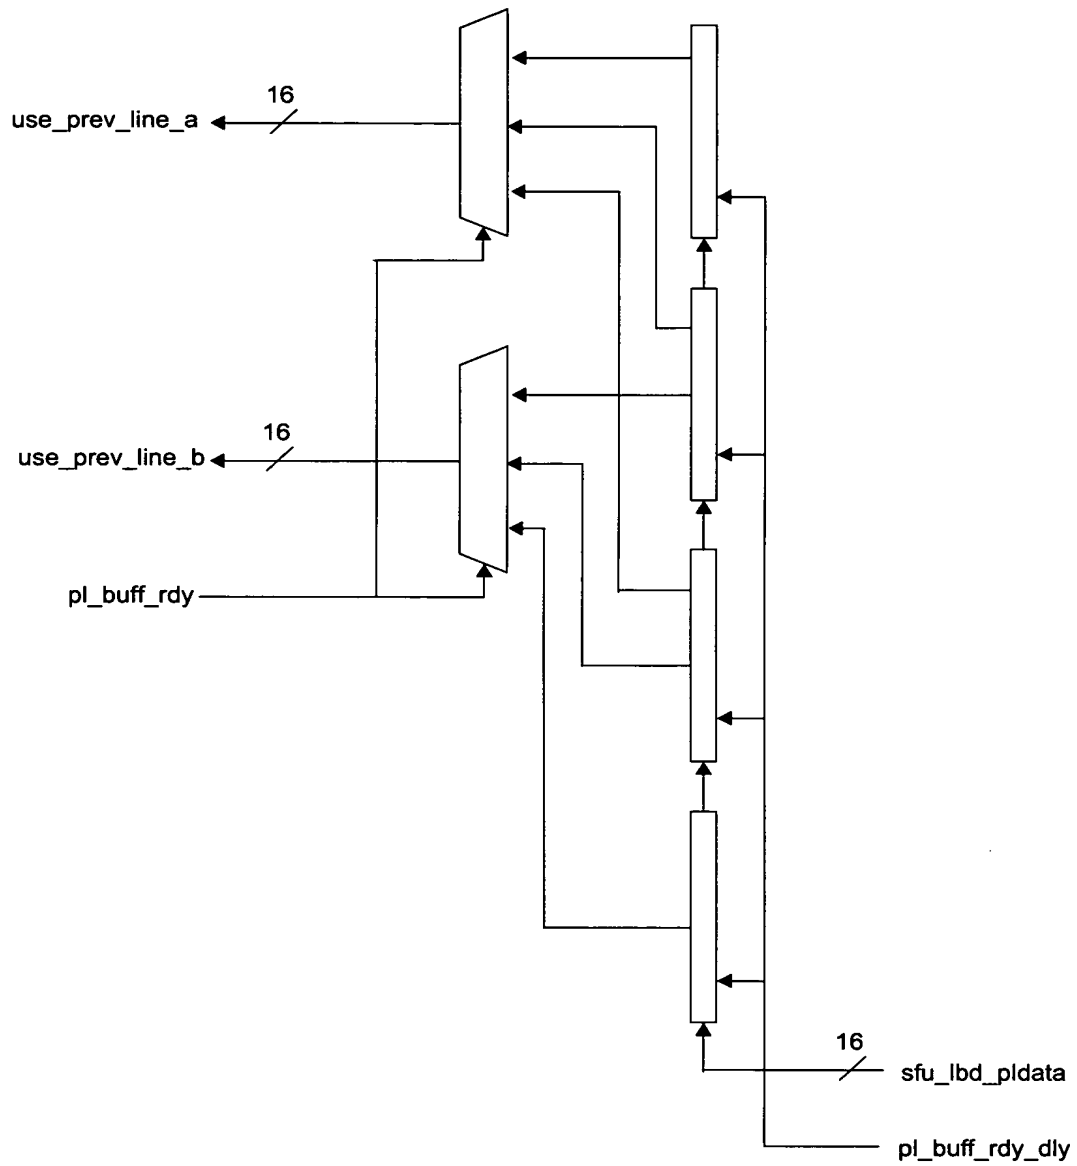 16
use_prev_line_a
16
use_prev_line_b
pl_buff_rdy
16
sfu_lbd_pldata
pl_buff_rdy_dly